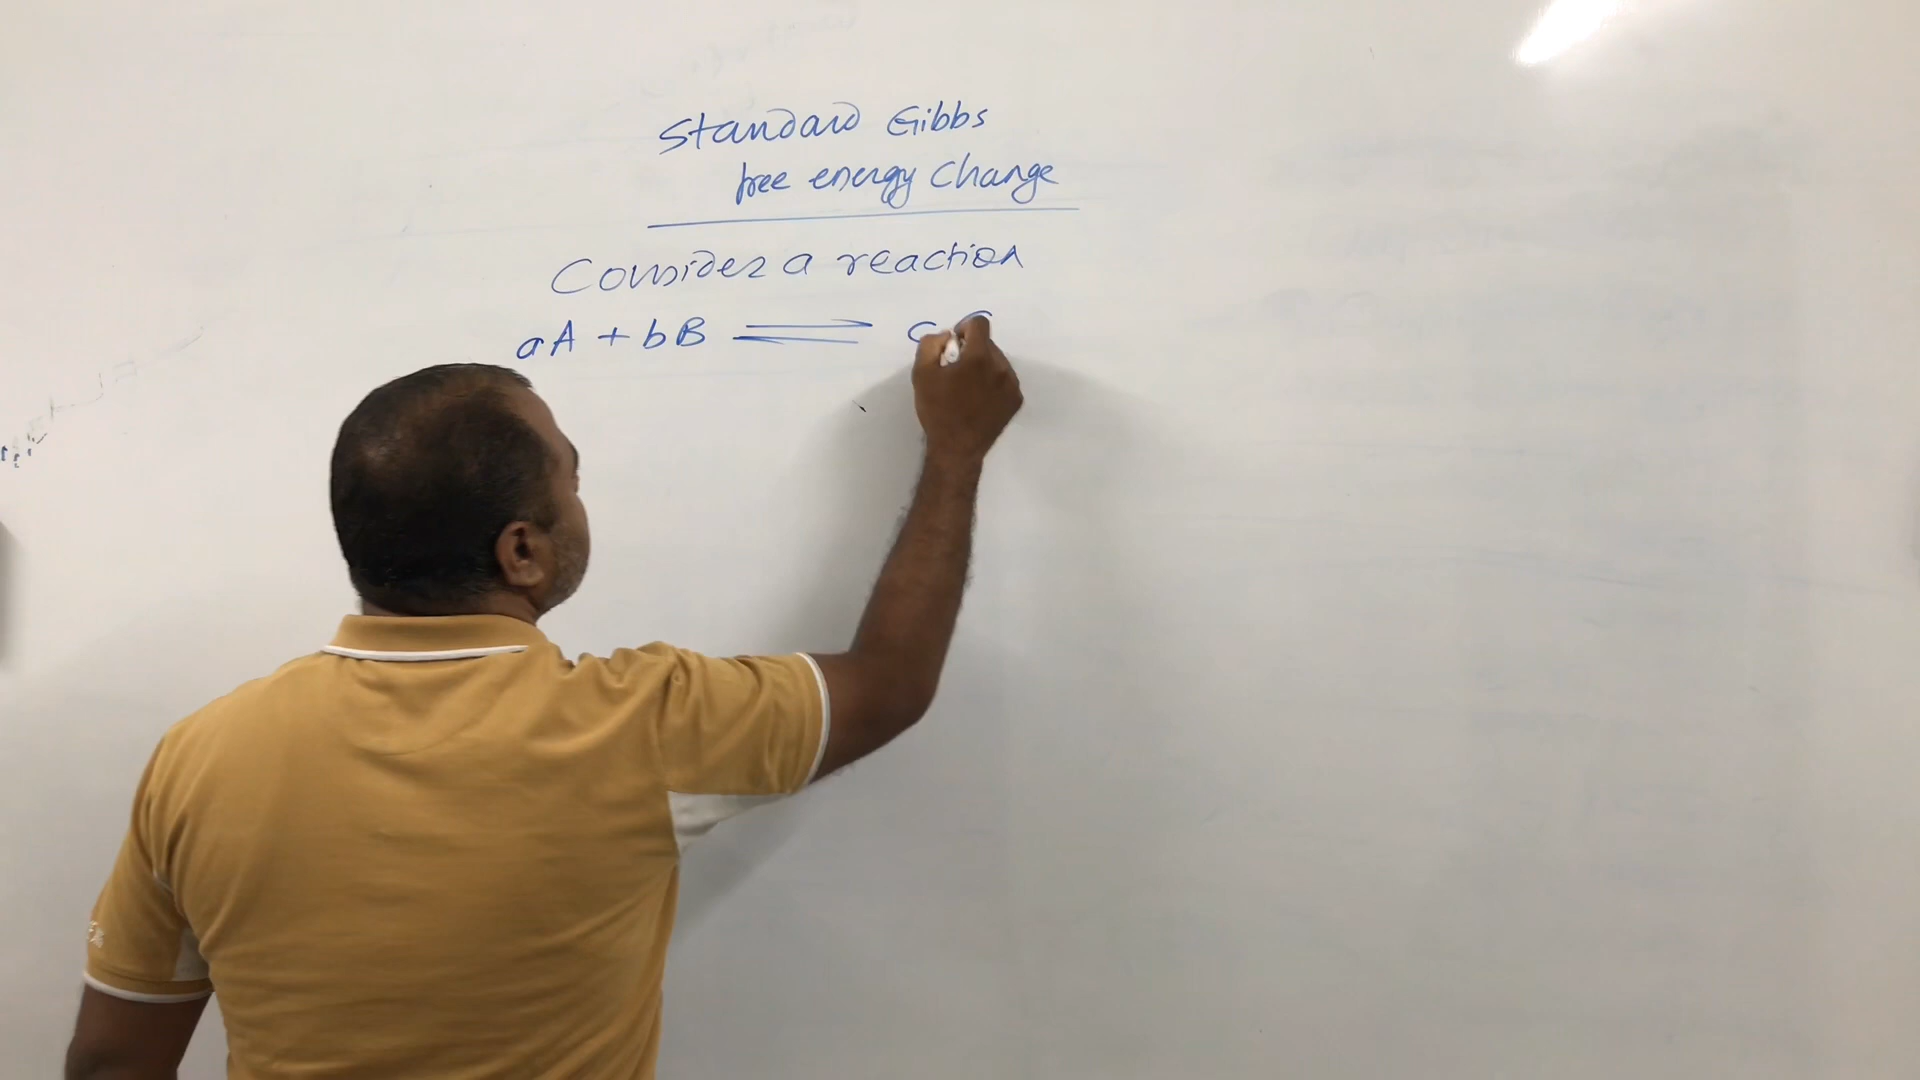 Standard Gibbs
free energy change
Consider a reaction
aA + bB ⇌ c C